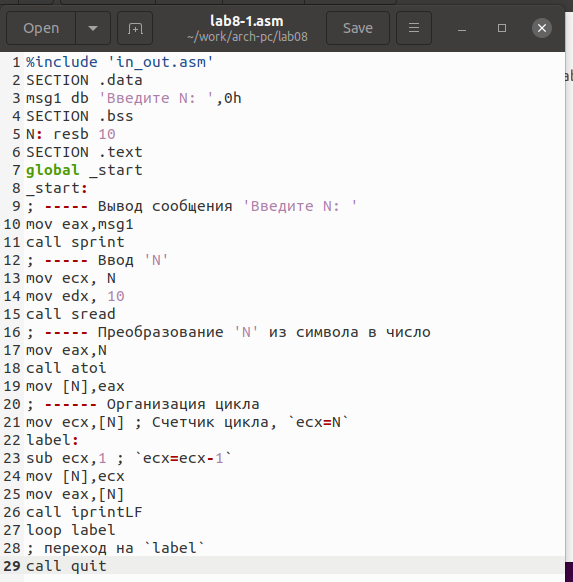 Open lab8-1.asm Save
~/work/arch-pc/lab08
1 %include 'in_out.asm'
2 SECTION .data
3 msg1 db 'Введите N: ',0h
4 SECTION .bss
5 N: resb 10
6 SECTION .text
7 global _start
8 _start:
9 ; ----- Вывод сообщения 'Введите N: '
10 mov eax,msg1
11 call sprint
12 ; ----- Ввод 'N'
13 mov ecx, N
14 mov edx, 10
15 call sread
16 ; ----- Преобразование 'N' из символа в число
17 mov eax,N
18 call atoi
19 mov [N],eax
20 ; ------ Организация цикла
21 mov ecx,[N] ; Счетчик цикла, `ecx=N`
22 label:
23 sub ecx,1 ; `ecx=ecx-1`
24 mov [N],ecx
25 mov eax,[N]
26 call iprintLF
27 loop label
28 ; переход на `label`
29 call quit